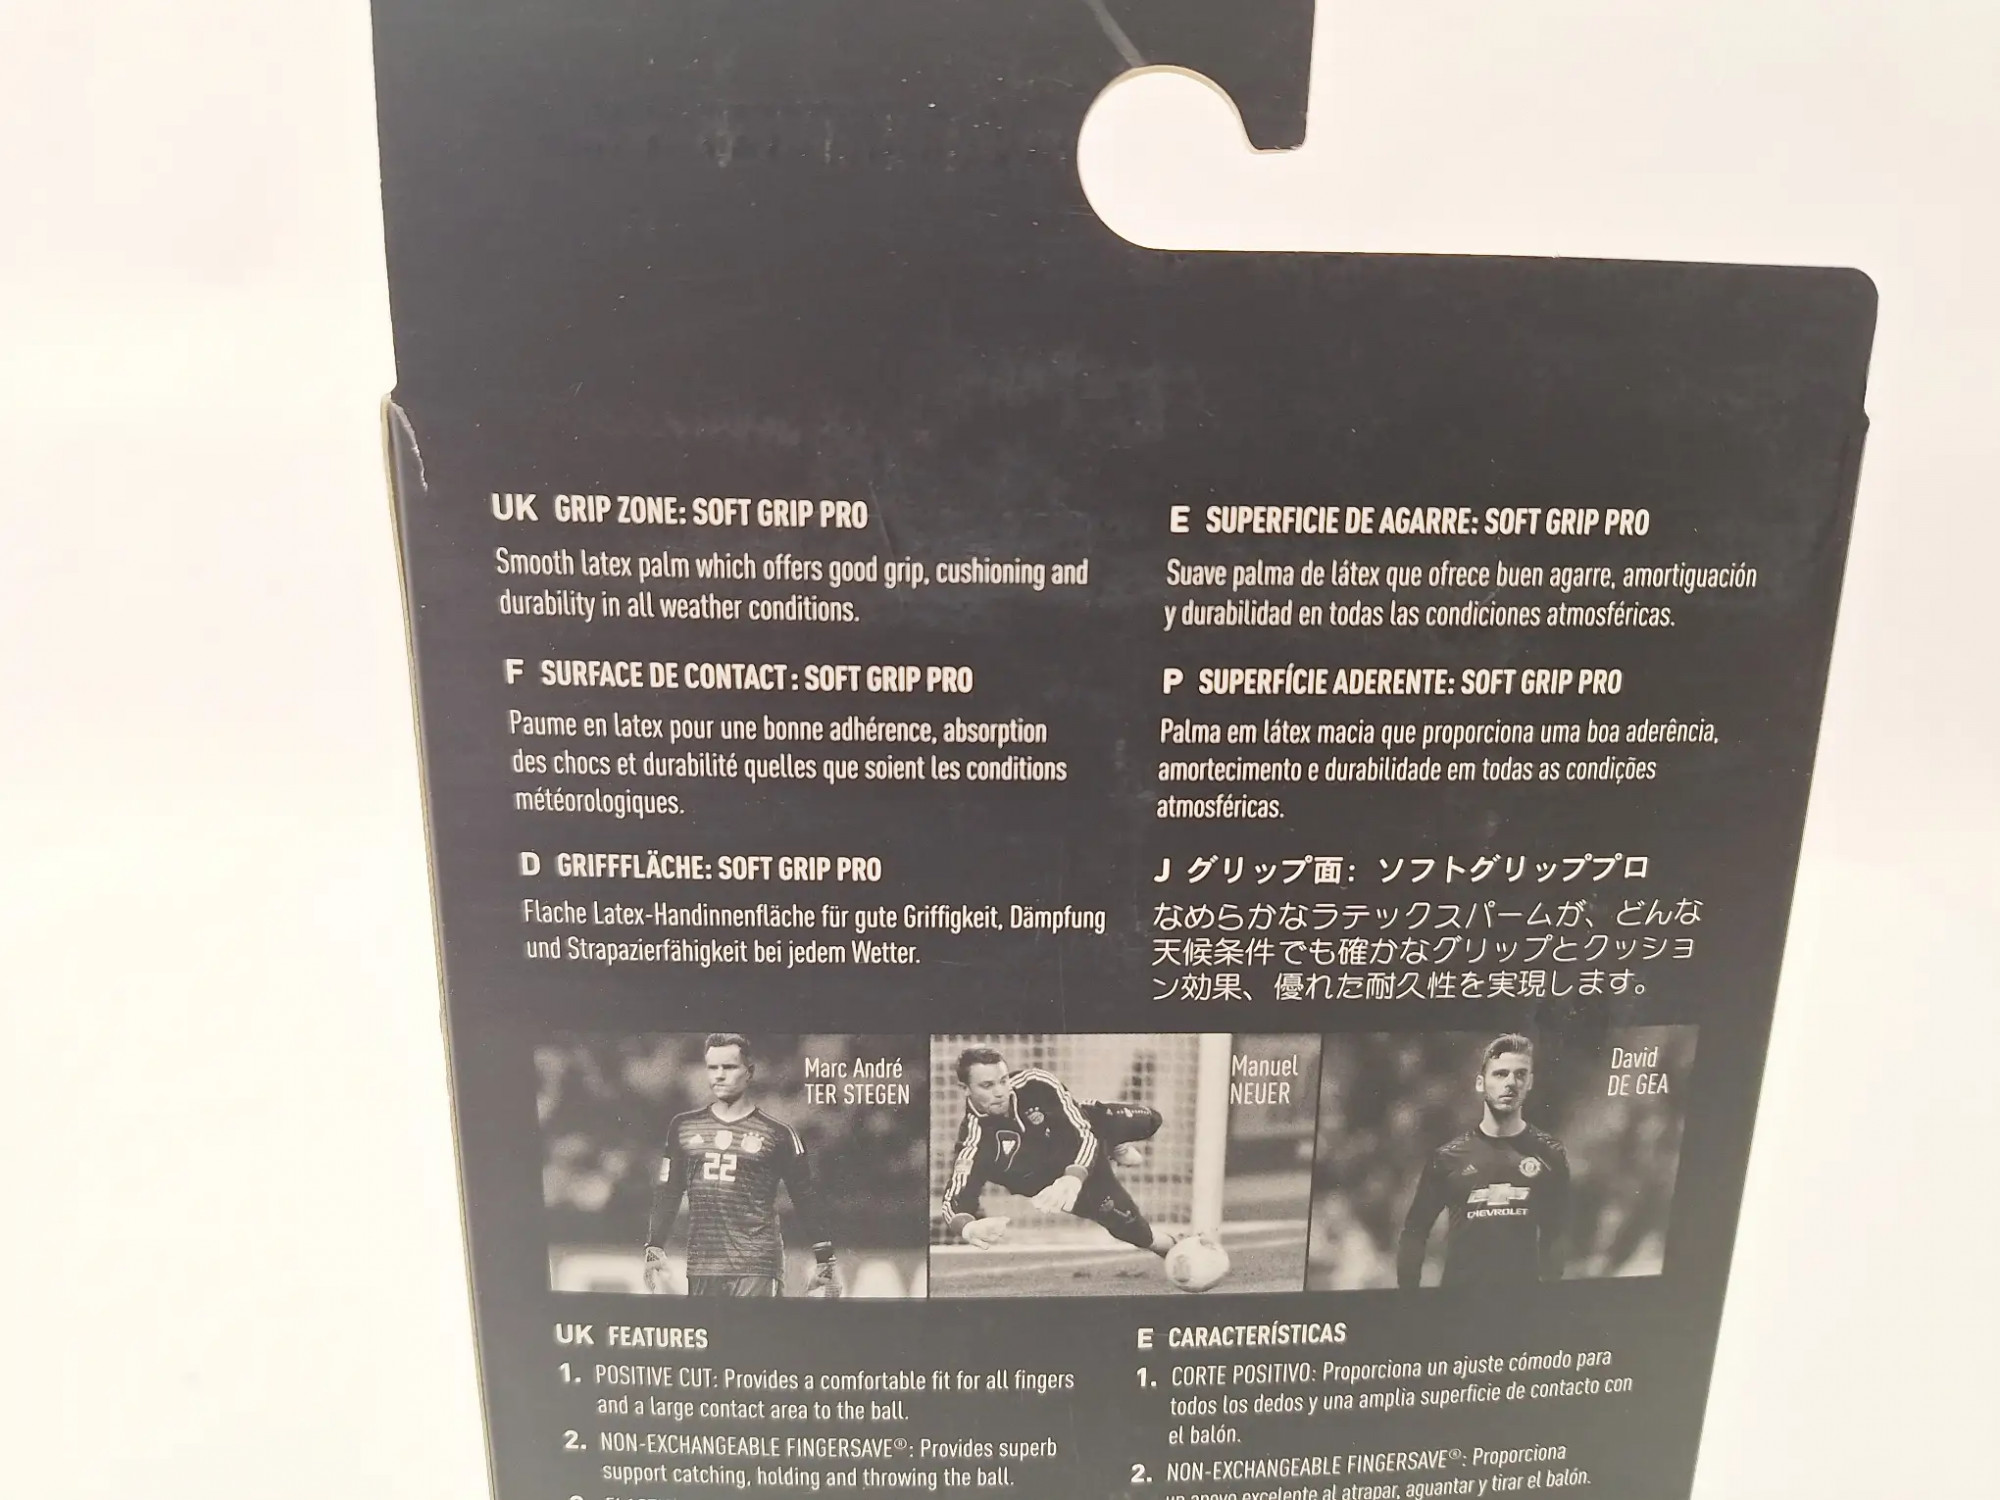 UK GRIP ZONE: SOFT GRIP PRO
Smooth latex palm which offers good grip, cushioning and
durability in all weather conditions.
F SURFACE DE CONTACT : SOFT GRIP PRO
Paume en latex pour une bonne adhérence, absorption
des chocs et durabilité quelles que soient les conditions
météorologiques.
D GRIFFFLÄCHE: SOFT GRIP PRO
Flache Latex-Handinnenfläche für gute Griffigkeit, Dämpfung
und Strapazierfähigkeit bei jedem Wetter.
E SUPERFICIE DE AGARRE: SOFT GRIP PRO
Suave palma de látex que ofrece buen agarre, amortiguación
y durabilidad en todas las condiciones atmosféricas.
P SUPERFÍCIE ADERENTE: SOFT GRIP PRO
Palma em látex macia que proporciona uma boa aderência,
amortecimento e durabilidade em todas as condições
atmosféricas.
J グリップ面： ソフトグリッププロ
なめらかなラテックスパームが、どんな
天候条件でも確かなグリップとクッショ
ン効果、優れた耐久性を実現します。
Marc André
TER STEGEN
22
Manuel
NEUER
David
DE GEA
CHEVROLET
UK FEATURES
1. POSITIVE CUT: Provides a comfortable fit for all fingers
and a large contact area to the ball.
2. NON-EXCHANGEABLE FINGERSAVE®: Provides superb
support catching, holding and throwing the ball.
E CARACTERÍSTICAS
1. CORTE POSITIVO: Proporciona un ajuste cómodo para
todos los dedos y una amplia superficie de contacto con
el balón.
2. NON-EXCHANGEABLE FINGERSAVE®: Proporciona
un apoyo excelente al atrapar, aguantar y tirar el balón.